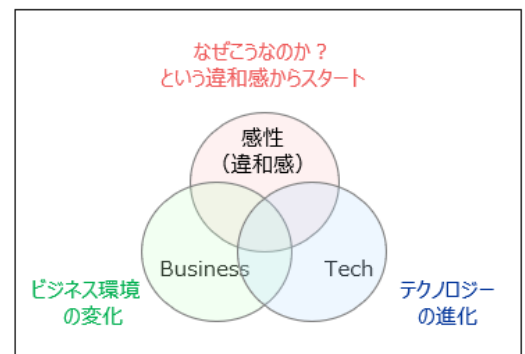 なぜこうなのか？
という違和感からスタート
感性
（違和感）
Business
Tech
ビジネス環境
の変化
テクノロジー
の進化